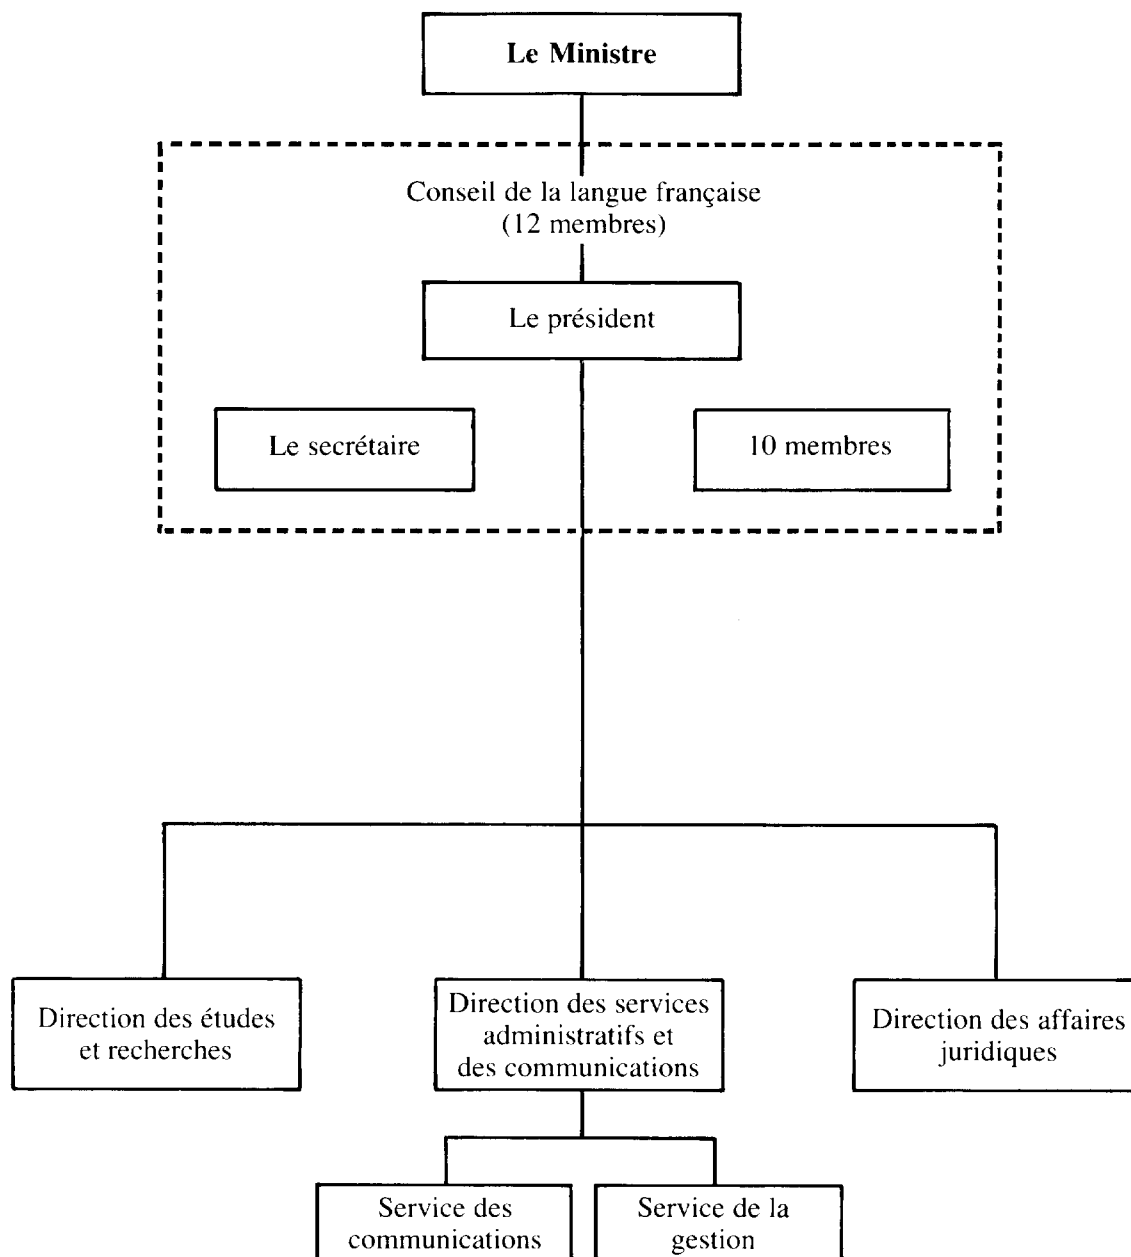 Le Ministre
Conseil de la langue française
(12 membres)
Le président
Le secrétaire
10 membres
Direction des études
et recherches
Direction des services
administratifs et
des communications
Direction des affaires
juridiques
Service des
communications
Service de la
gestion